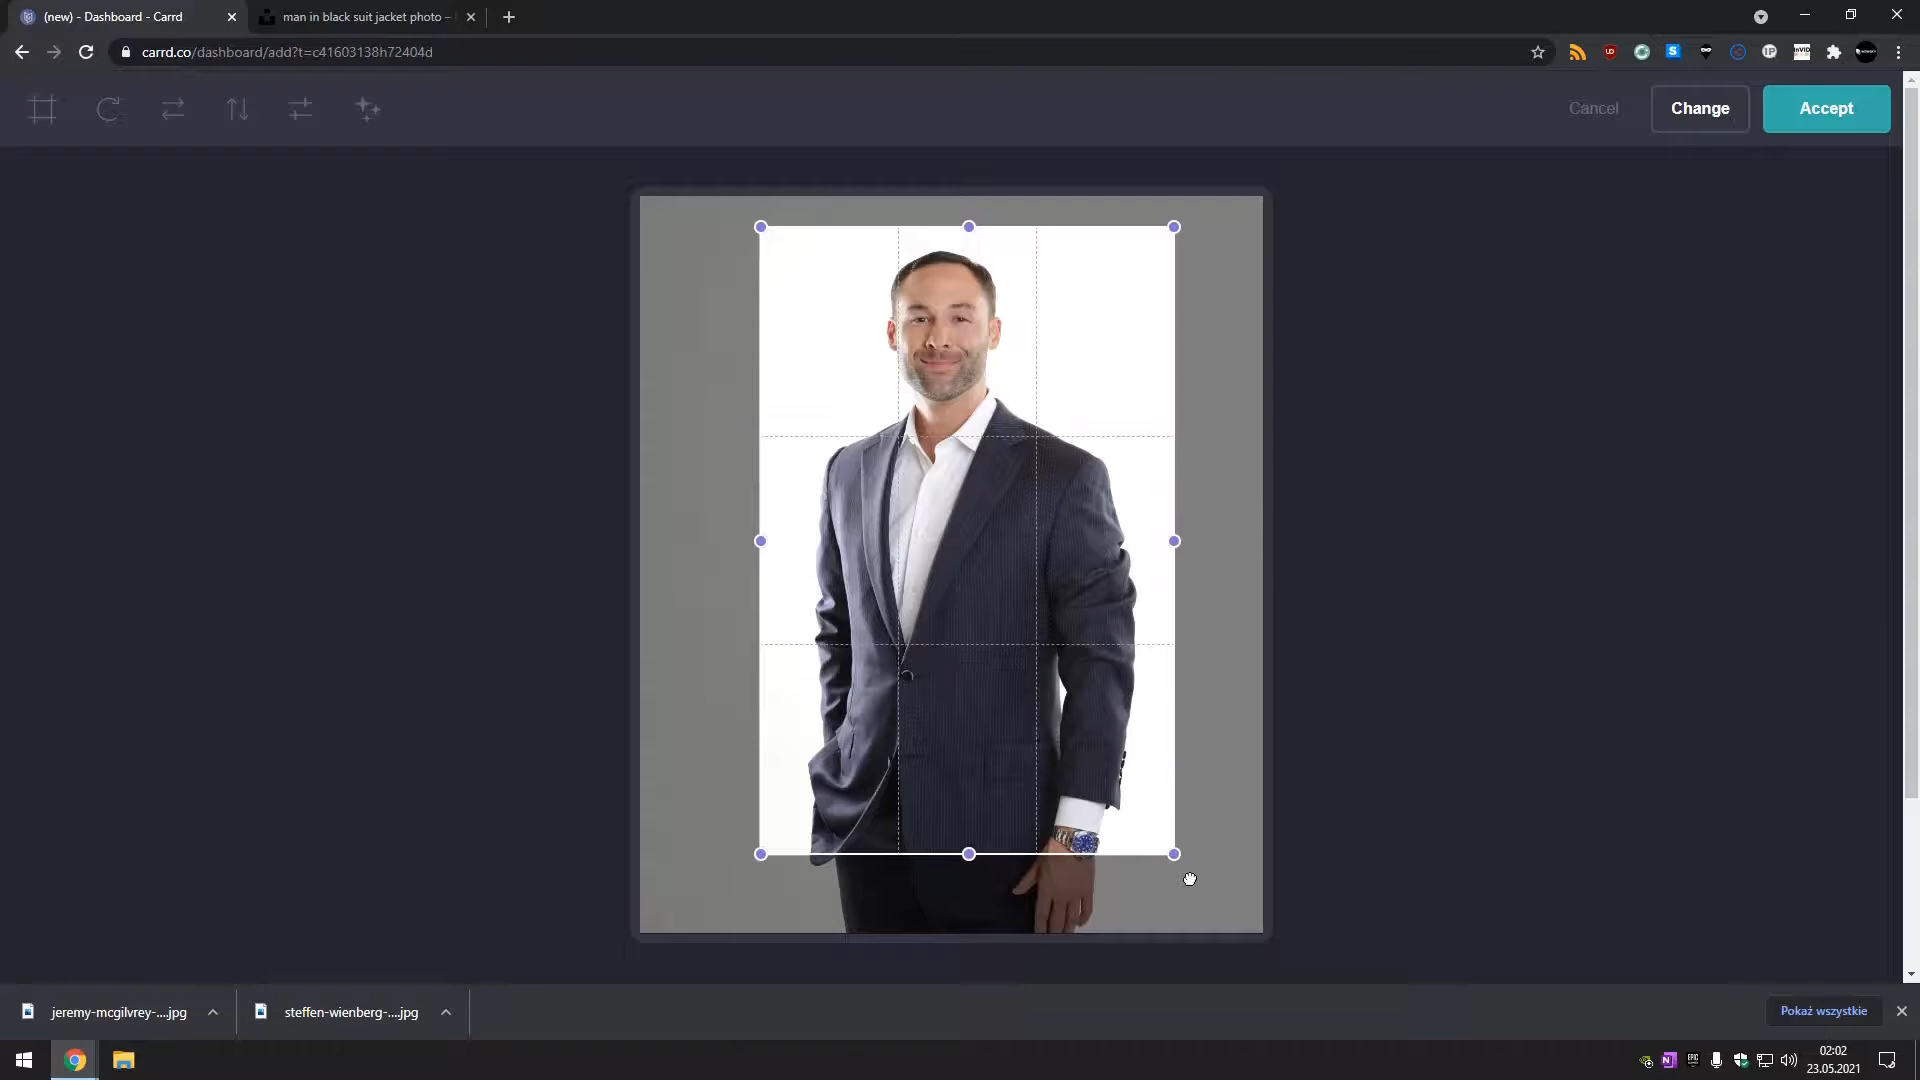 (new) - Dashboard - Carrd
man in black suit jacket photo –
carrd.co/dashboard/add?t=c41603138h72404d
Cancel
Change
Accept
jeremy-mcgilvrey-....jpg
steffen-wienberg-....jpg
Pokaż wszystkie
02:02
23.05.2021